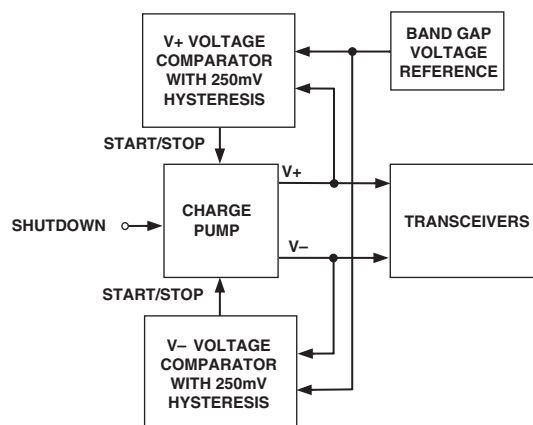 V+ VOLTAGE
COMPARATOR
WITH 250mV
HYSTERESIS
BAND GAP
VOLTAGE
REFERENCE
START/STOP
V+
SHUTDOWN
CHARGE
PUMP
TRANSCEIVERS
V–
START/STOP
V– VOLTAGE
COMPARATOR
WITH 250mV
HYSTERESIS